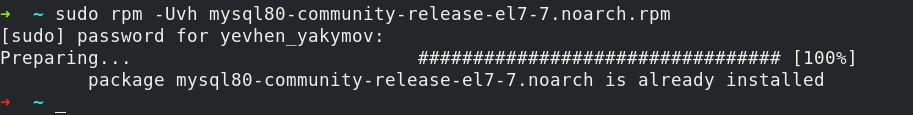 ➜  ~ sudo rpm -Uvh mysql80-community-release-el7-7.noarch.rpm
[sudo] password for yevhen_yakymov:
Preparing...                          ################################# [100%]
        package mysql80-community-release-el7-7.noarch is already installed
➜  ~ _